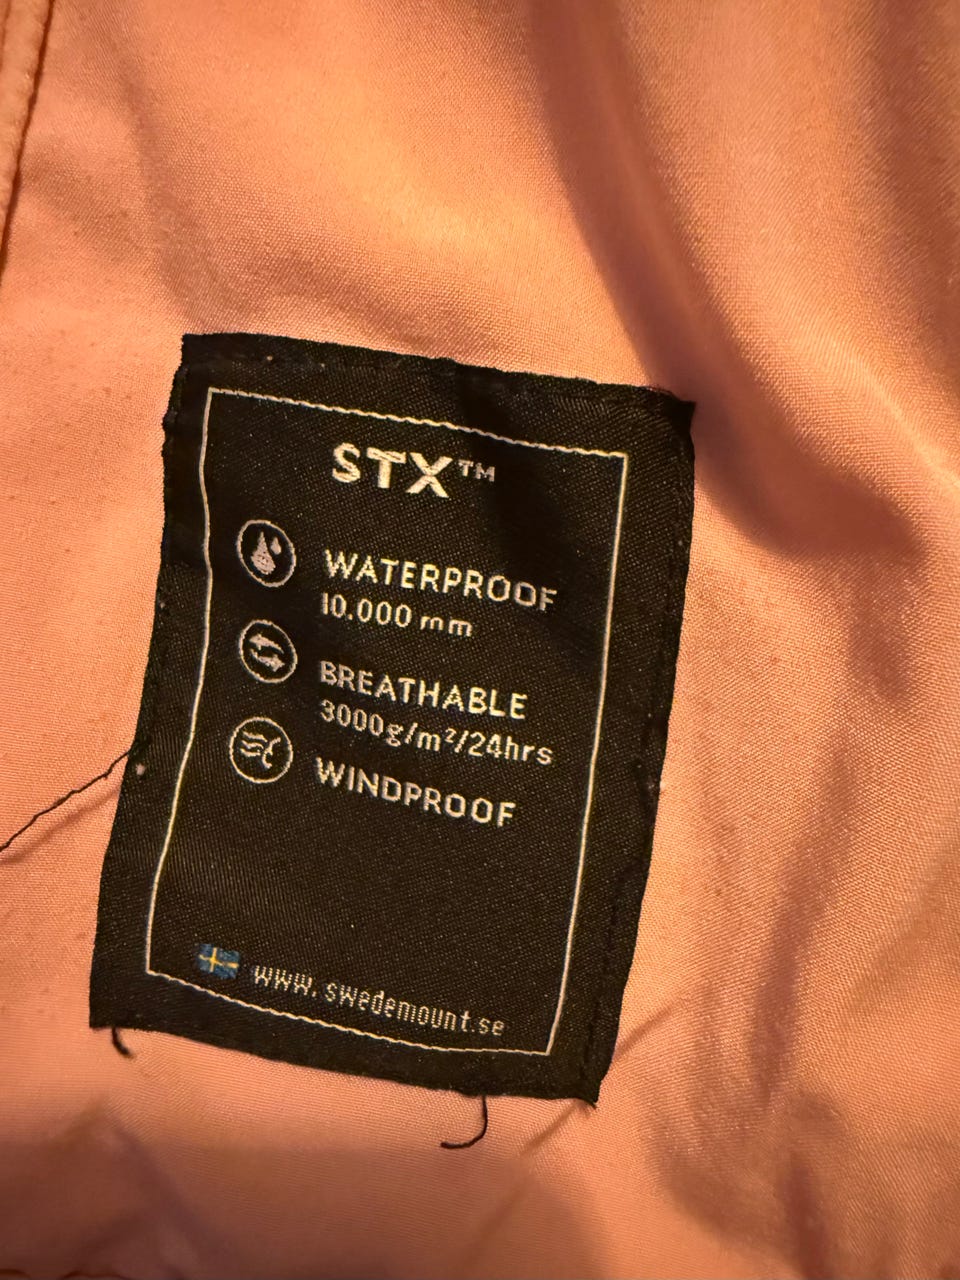 STX™
WATERPROOF
10.000 mm
BREATHABLE
3000g/m²/24hrs
WINDPROOF
www.swedemount.se